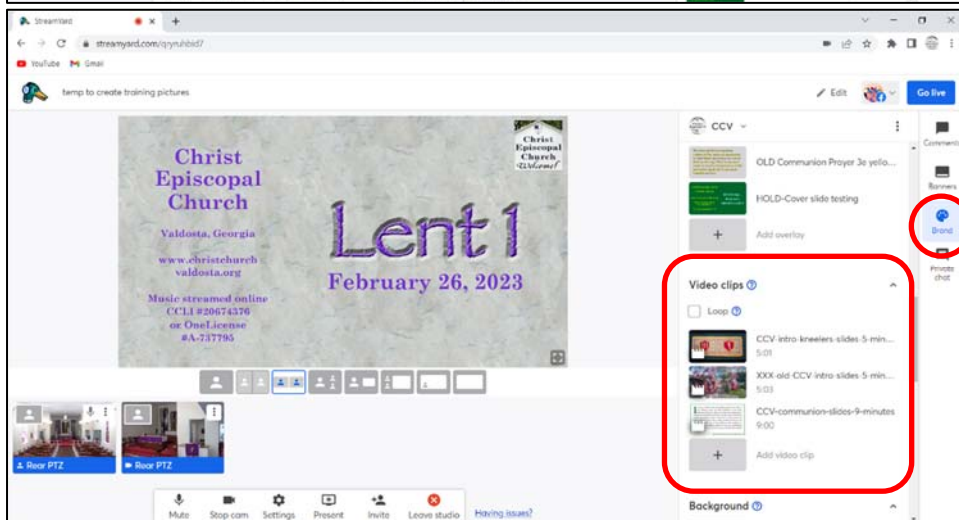 StreamYard
streamyard.com/qryruhbid7
YouTube
Gmail
temp to create training pictures
Edit
Go live
Christ
Episcopal
Church
Valdosta, Georgia
www.christchurch
valdosta.org
Music streamed online
CCLI #20674376
or OneLicense
#A-737795
Lent 1
February 26, 2023
Christ
Episcopal
Church
Welcome!
CCV
OLD Communion Prayer 3c yello...
HOLD-Cover slide testing
Add overlay
Video clips
Loop
CCV-intro-kneelers-slides-5-min...
5:01
XXX-old-CCV-intro-slides-5-min...
5:03
CCV-communion-slides-9-minutes
9:00
Add video clip
Background
Comments
Banners
Brand
Private
chat
Rear PTZ
Rear PTZ
Mute
Stop cam
Settings
Present
Invite
Leave studio
Having issues?